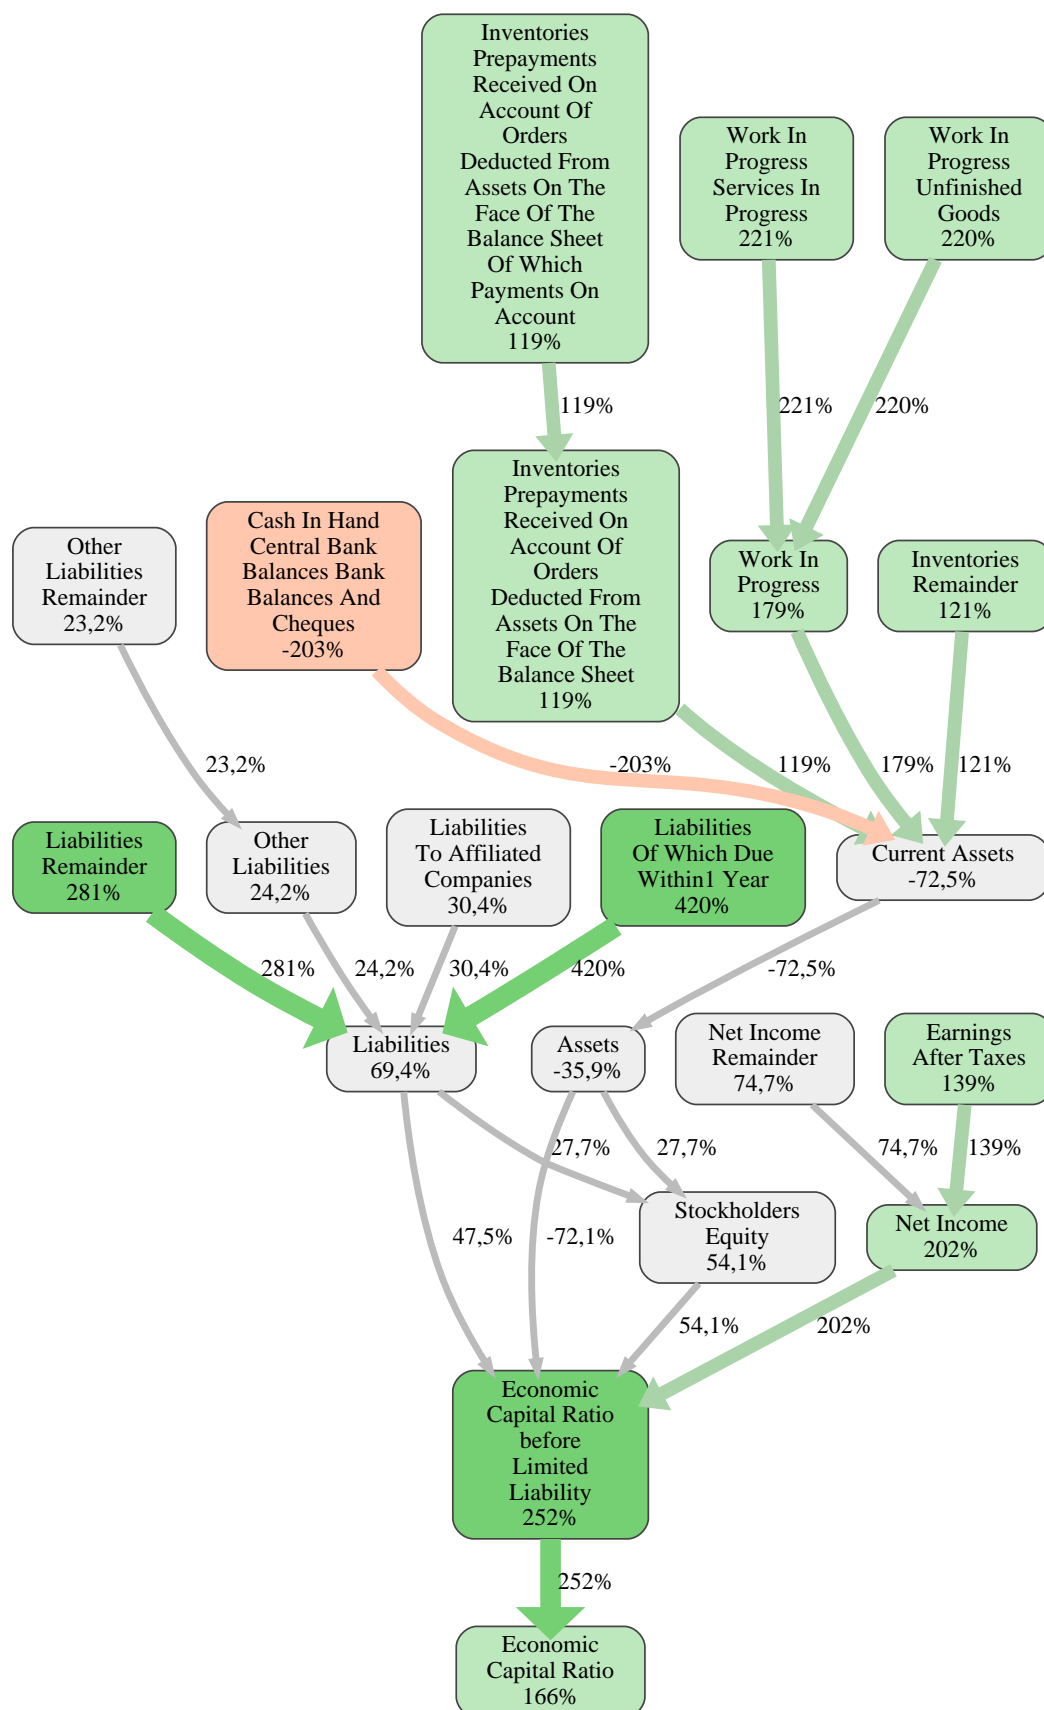 Inventories
Prepayments
Received On
Account Of
Orders
Deducted From
Assets On The
Face Of The
Balance Sheet
Of Which
Payments On
Account
119%
Work In
Progress
Services In
Progress
221%
Work In
Progress
Unfinished
Goods
220%
119%
221%
220%
Other
Liabilities
Remainder
23,2%
Cash In Hand
Central Bank
Balances Bank
Balances And
Cheques
-203%
Inventories
Prepayments
Received On
Account Of
Orders
Deducted From
Assets On The
Face Of The
Balance Sheet
119%
Work In
Progress
179%
Inventories
Remainder
121%
23,2%
-203%
119%
179%
121%
Liabilities
Remainder
281%
Other
Liabilities
24,2%
Liabilities
To Affiliated
Companies
30,4%
Liabilities
Of Which Due
Within1 Year
420%
Current Assets
-72,5%
281%
24,2%
30,4%
420%
-72,5%
Liabilities
69,4%
Assets
-35,9%
Net Income
Remainder
74,7%
Earnings
After Taxes
139%
27,7%
27,7%
74,7%
139%
47,5%
-72,1%
Stockholders
Equity
54,1%
Net Income
202%
54,1%
202%
Economic
Capital Ratio
before
Limited
Liability
252%
252%
Economic
Capital Ratio
166%